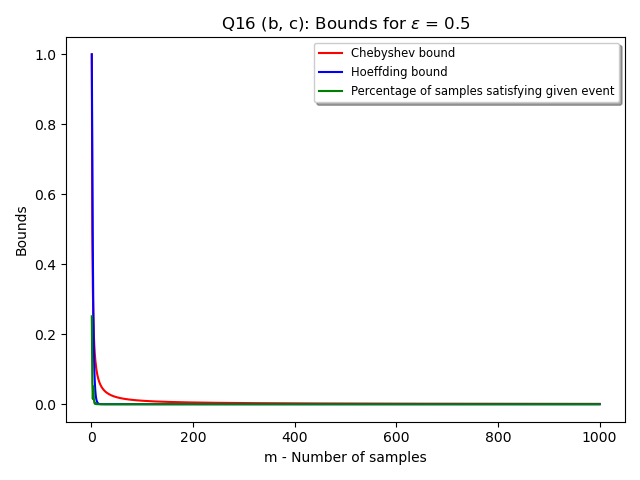 Q16 (b, c): Bounds for ε = 0.5
Chebyshev bound
Hoeffding bound
Percentage of samples satisfying given event
1.0
0.8
0.6
0.4
0.2
0.0
Bounds
0 200 400 600 800 1000
m - Number of samples